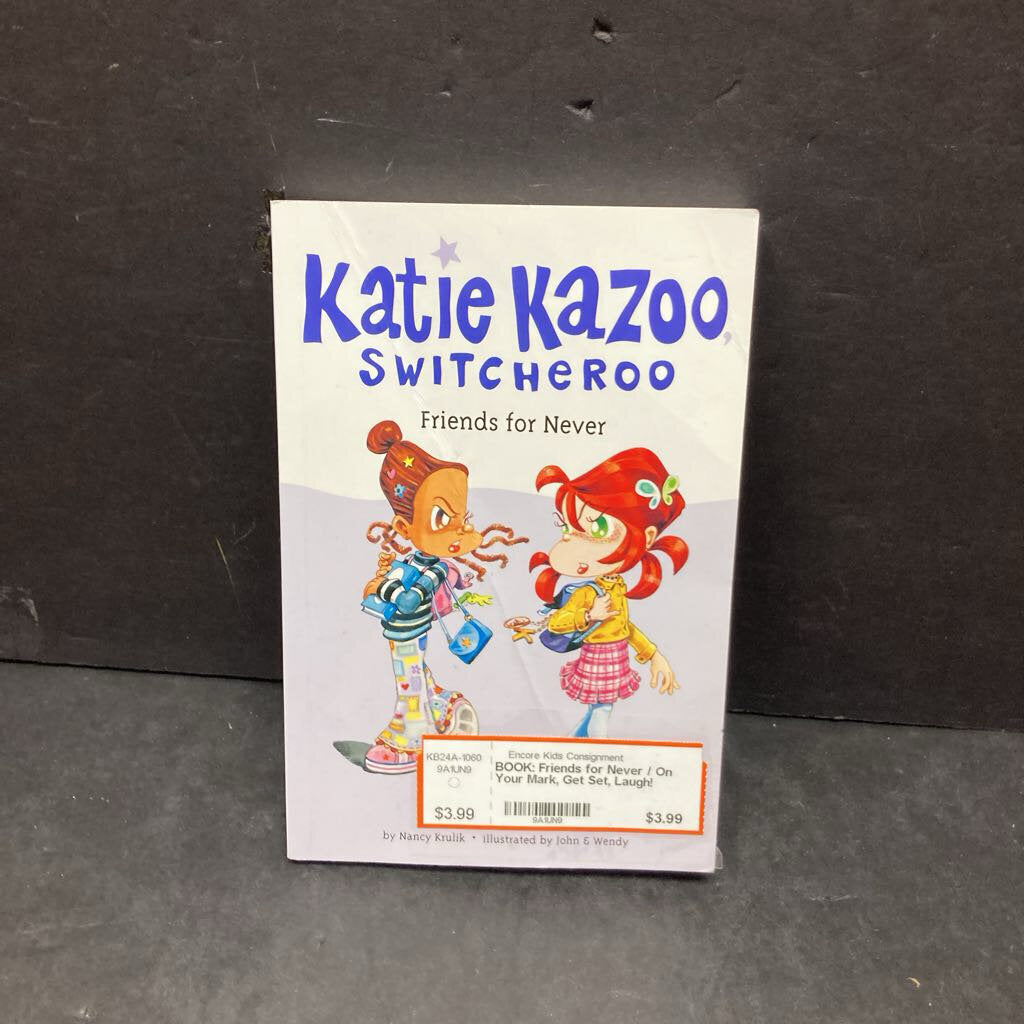 Katie Kazoo,
SWITCHEROO
Friends for Never
KB24A-1060
9A1UN9
$3.99
Encore Kids Consignment
BOOK: Friends for Never / On
Your Mark, Get Set, Laugh!
9A1UN9
$3.99
by Nancy Krulik • illustrated by John & Wendy